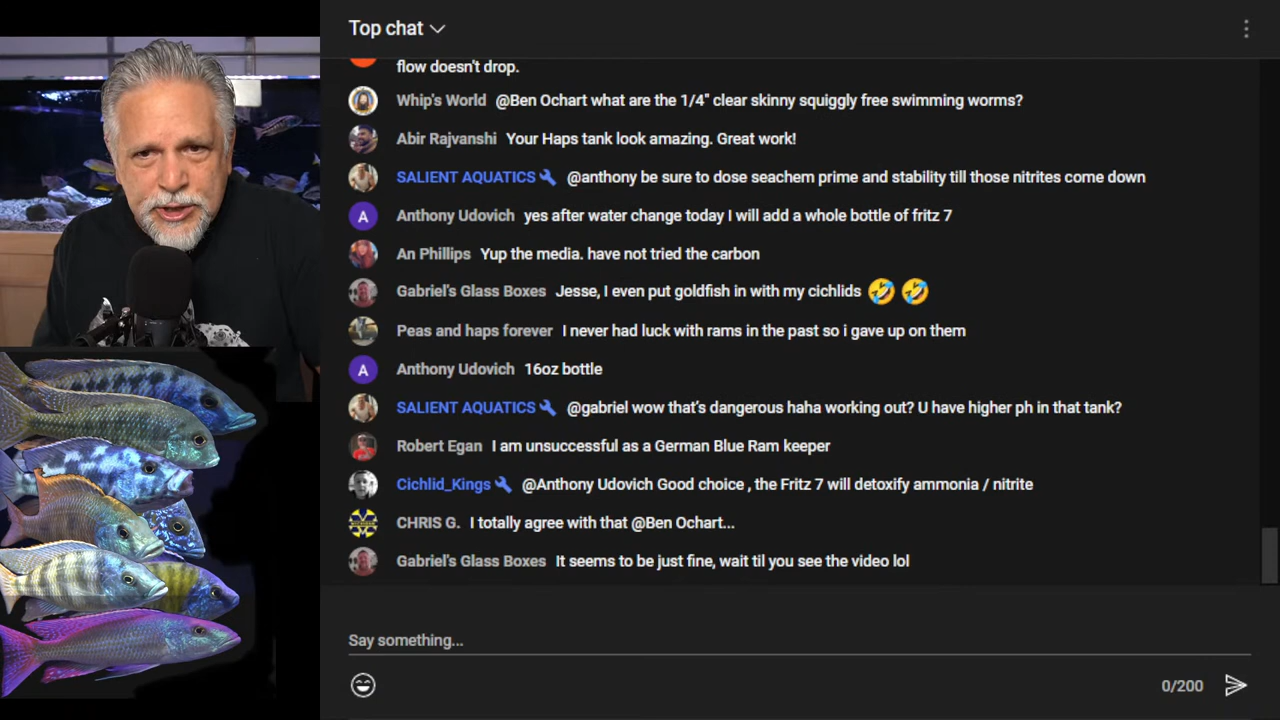 Top chat
flow doesn't drop.
Whip's World @Ben Ochart what are the 1/4" clear skinny squiggly free swimming worms?
Abir Rajvanshi Your Haps tank look amazing. Great work!
SALIENT AQUATICS @anthony be sure to dose seachem prime and stability till those nitrites come down
A Anthony Udovich yes after water change today I will add a whole bottle of fritz 7
An Phillips Yup the media. have not tried the carbon
Gabriel's Glass Boxes Jesse, I even put goldfish in with my cichlids 🤣 🤣
Peas and haps forever I never had luck with rams in the past so i gave up on them
A Anthony Udovich 16oz bottle
SALIENT AQUATICS @gabriel wow that's dangerous haha working out? U have higher ph in that tank?
Robert Egan I am unsuccessful as a German Blue Ram keeper
Cichlid_Kings @Anthony Udovich Good choice , the Fritz 7 will detoxify ammonia / nitrite
CHRIS G. I totally agree with that @Ben Ochart...
Gabriel's Glass Boxes It seems to be just fine, wait til you see the video lol
Say something...
0/200